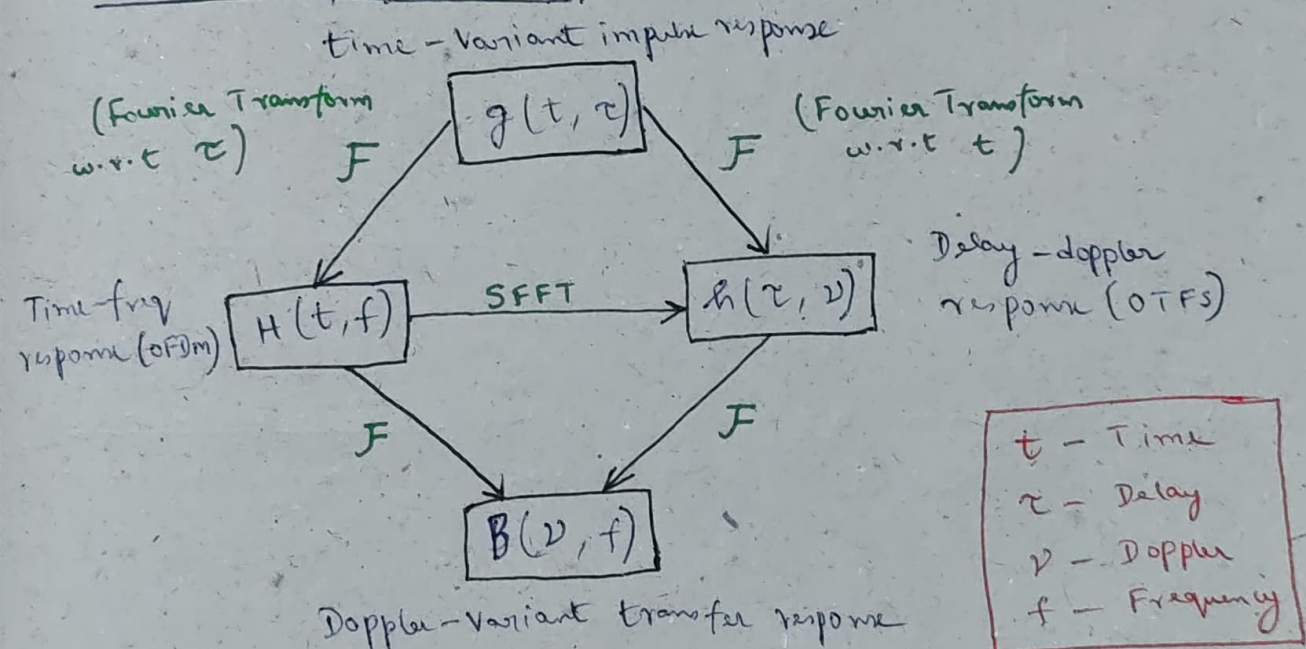 time-variant impulse response
(Fourier Transform
w.r.t τ)
F
g(t, τ)
F
(Fourier Transform
w.r.t t)
Time-freq
response (OFDM)
H(t, f)
SFFT
h(τ, ν)
Delay-doppler
response (OTFS)
F
F
B(ν, f)
Doppler-variant transfer response
t - Time
τ - Delay
ν - Doppler
f - Frequency